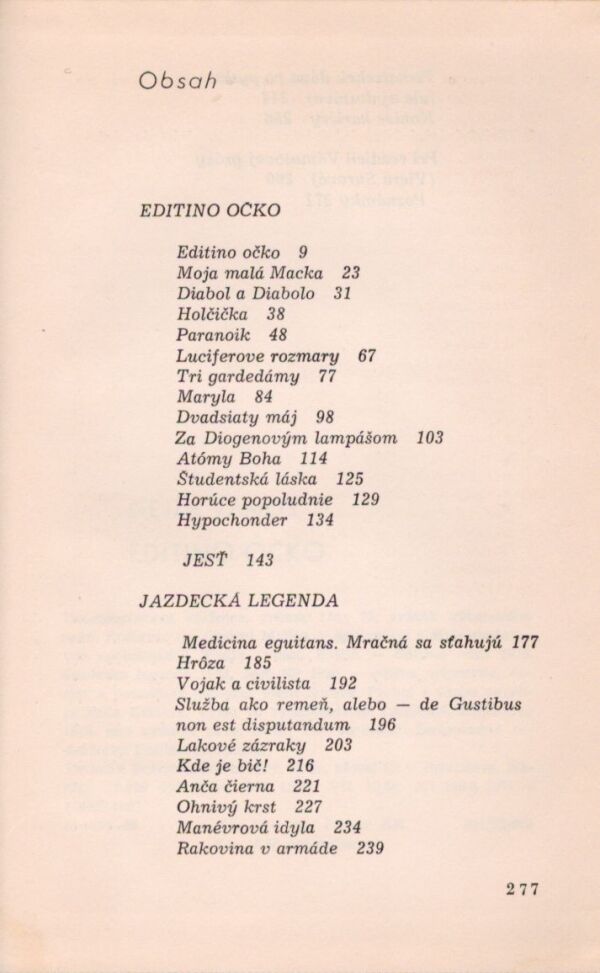 Obsah
EDITINO OČKO
Editino očko 9
Moja malá Macka 23
Diabol a Diabolo 31
Holčička 38
Paranoik 48
Luciferove rozmary 67
Tri gardedámy 77
Maryla 84
Dvadsiaty máj 98
Za Diogenovým lampášom 103
Atómy Boha 114
Študentská láska 125
Horúce popoludnie 129
Hypochonder 134
JESŤ 143
JAZDECKÁ LEGENDA
Medicina eguitans. Mračná sa sťahujú 177
Hrôza 185
Vojak a civilista 192
Služba ako remeň, alebo — de Gustibus
non est disputandum 196
Lakové zázraky 203
Kde je bič! 216
Anča čierna 221
Ohnivý krst 227
Manévrová idyla 234
Rakovina v armáde 239
277